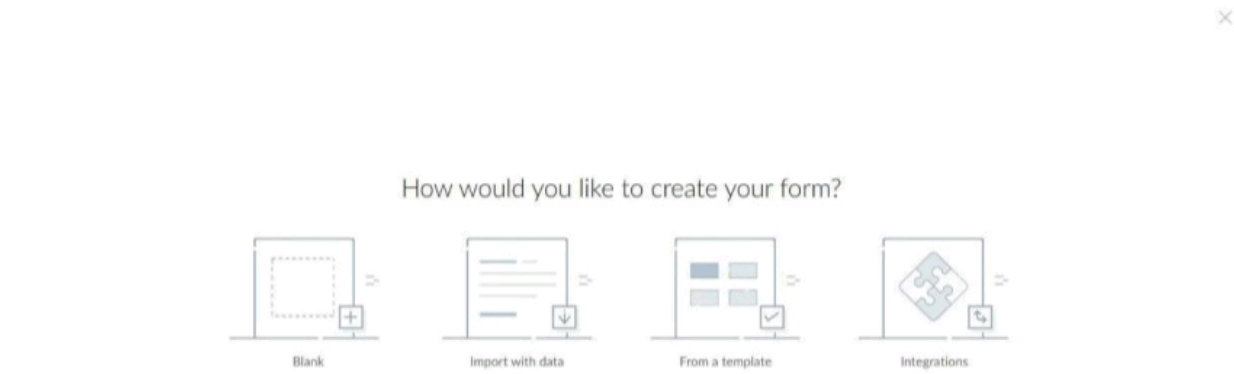 How would you like to create your form?
Blank
Import with data
From a template
Integrations